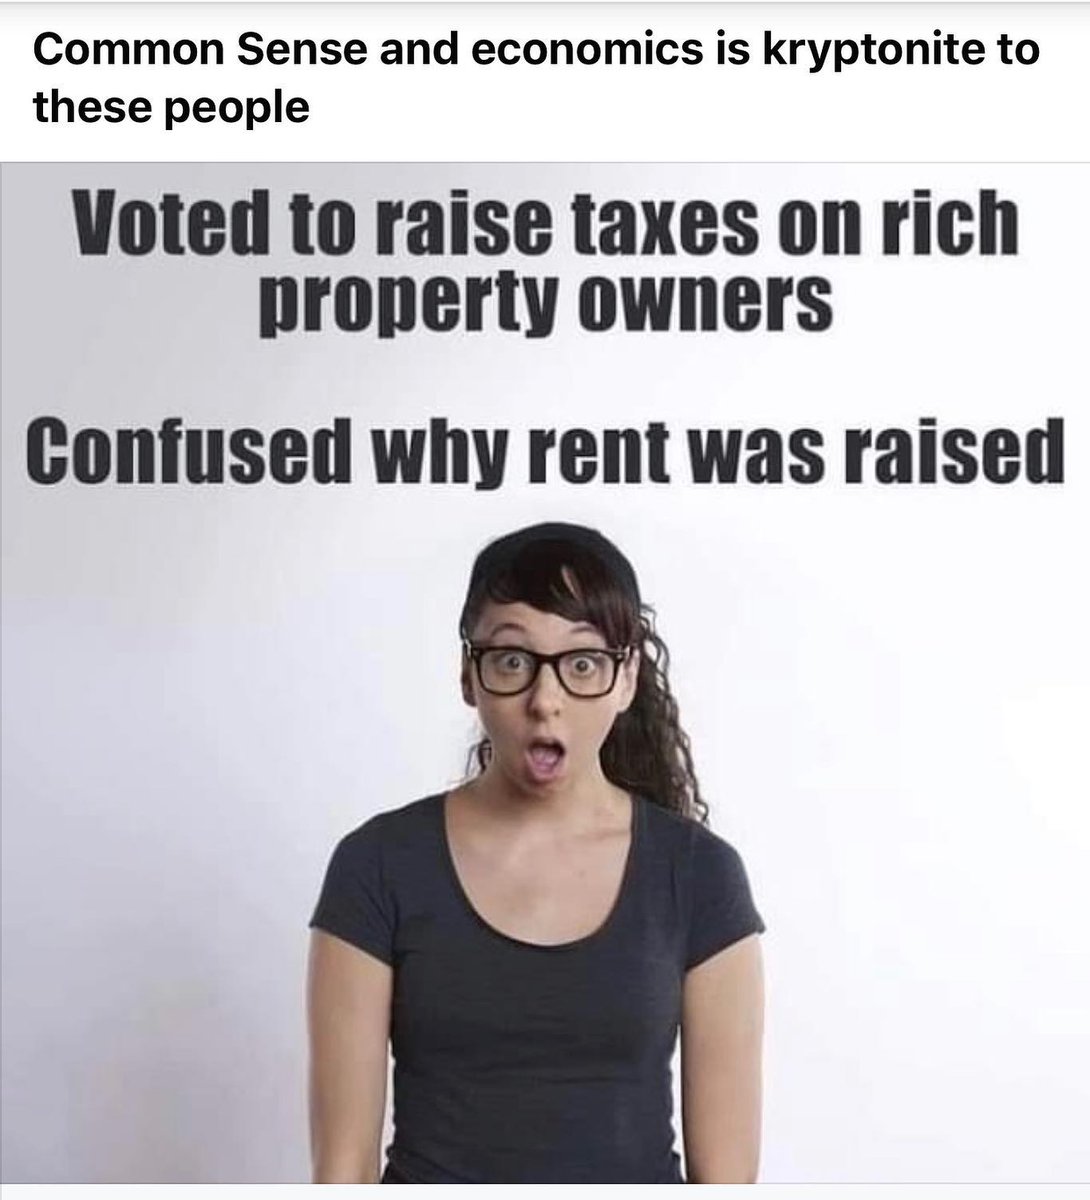 Common Sense and economics is kryptonite to
these people
Voted to raise taxes on rich
property owners
Confused why rent was raised